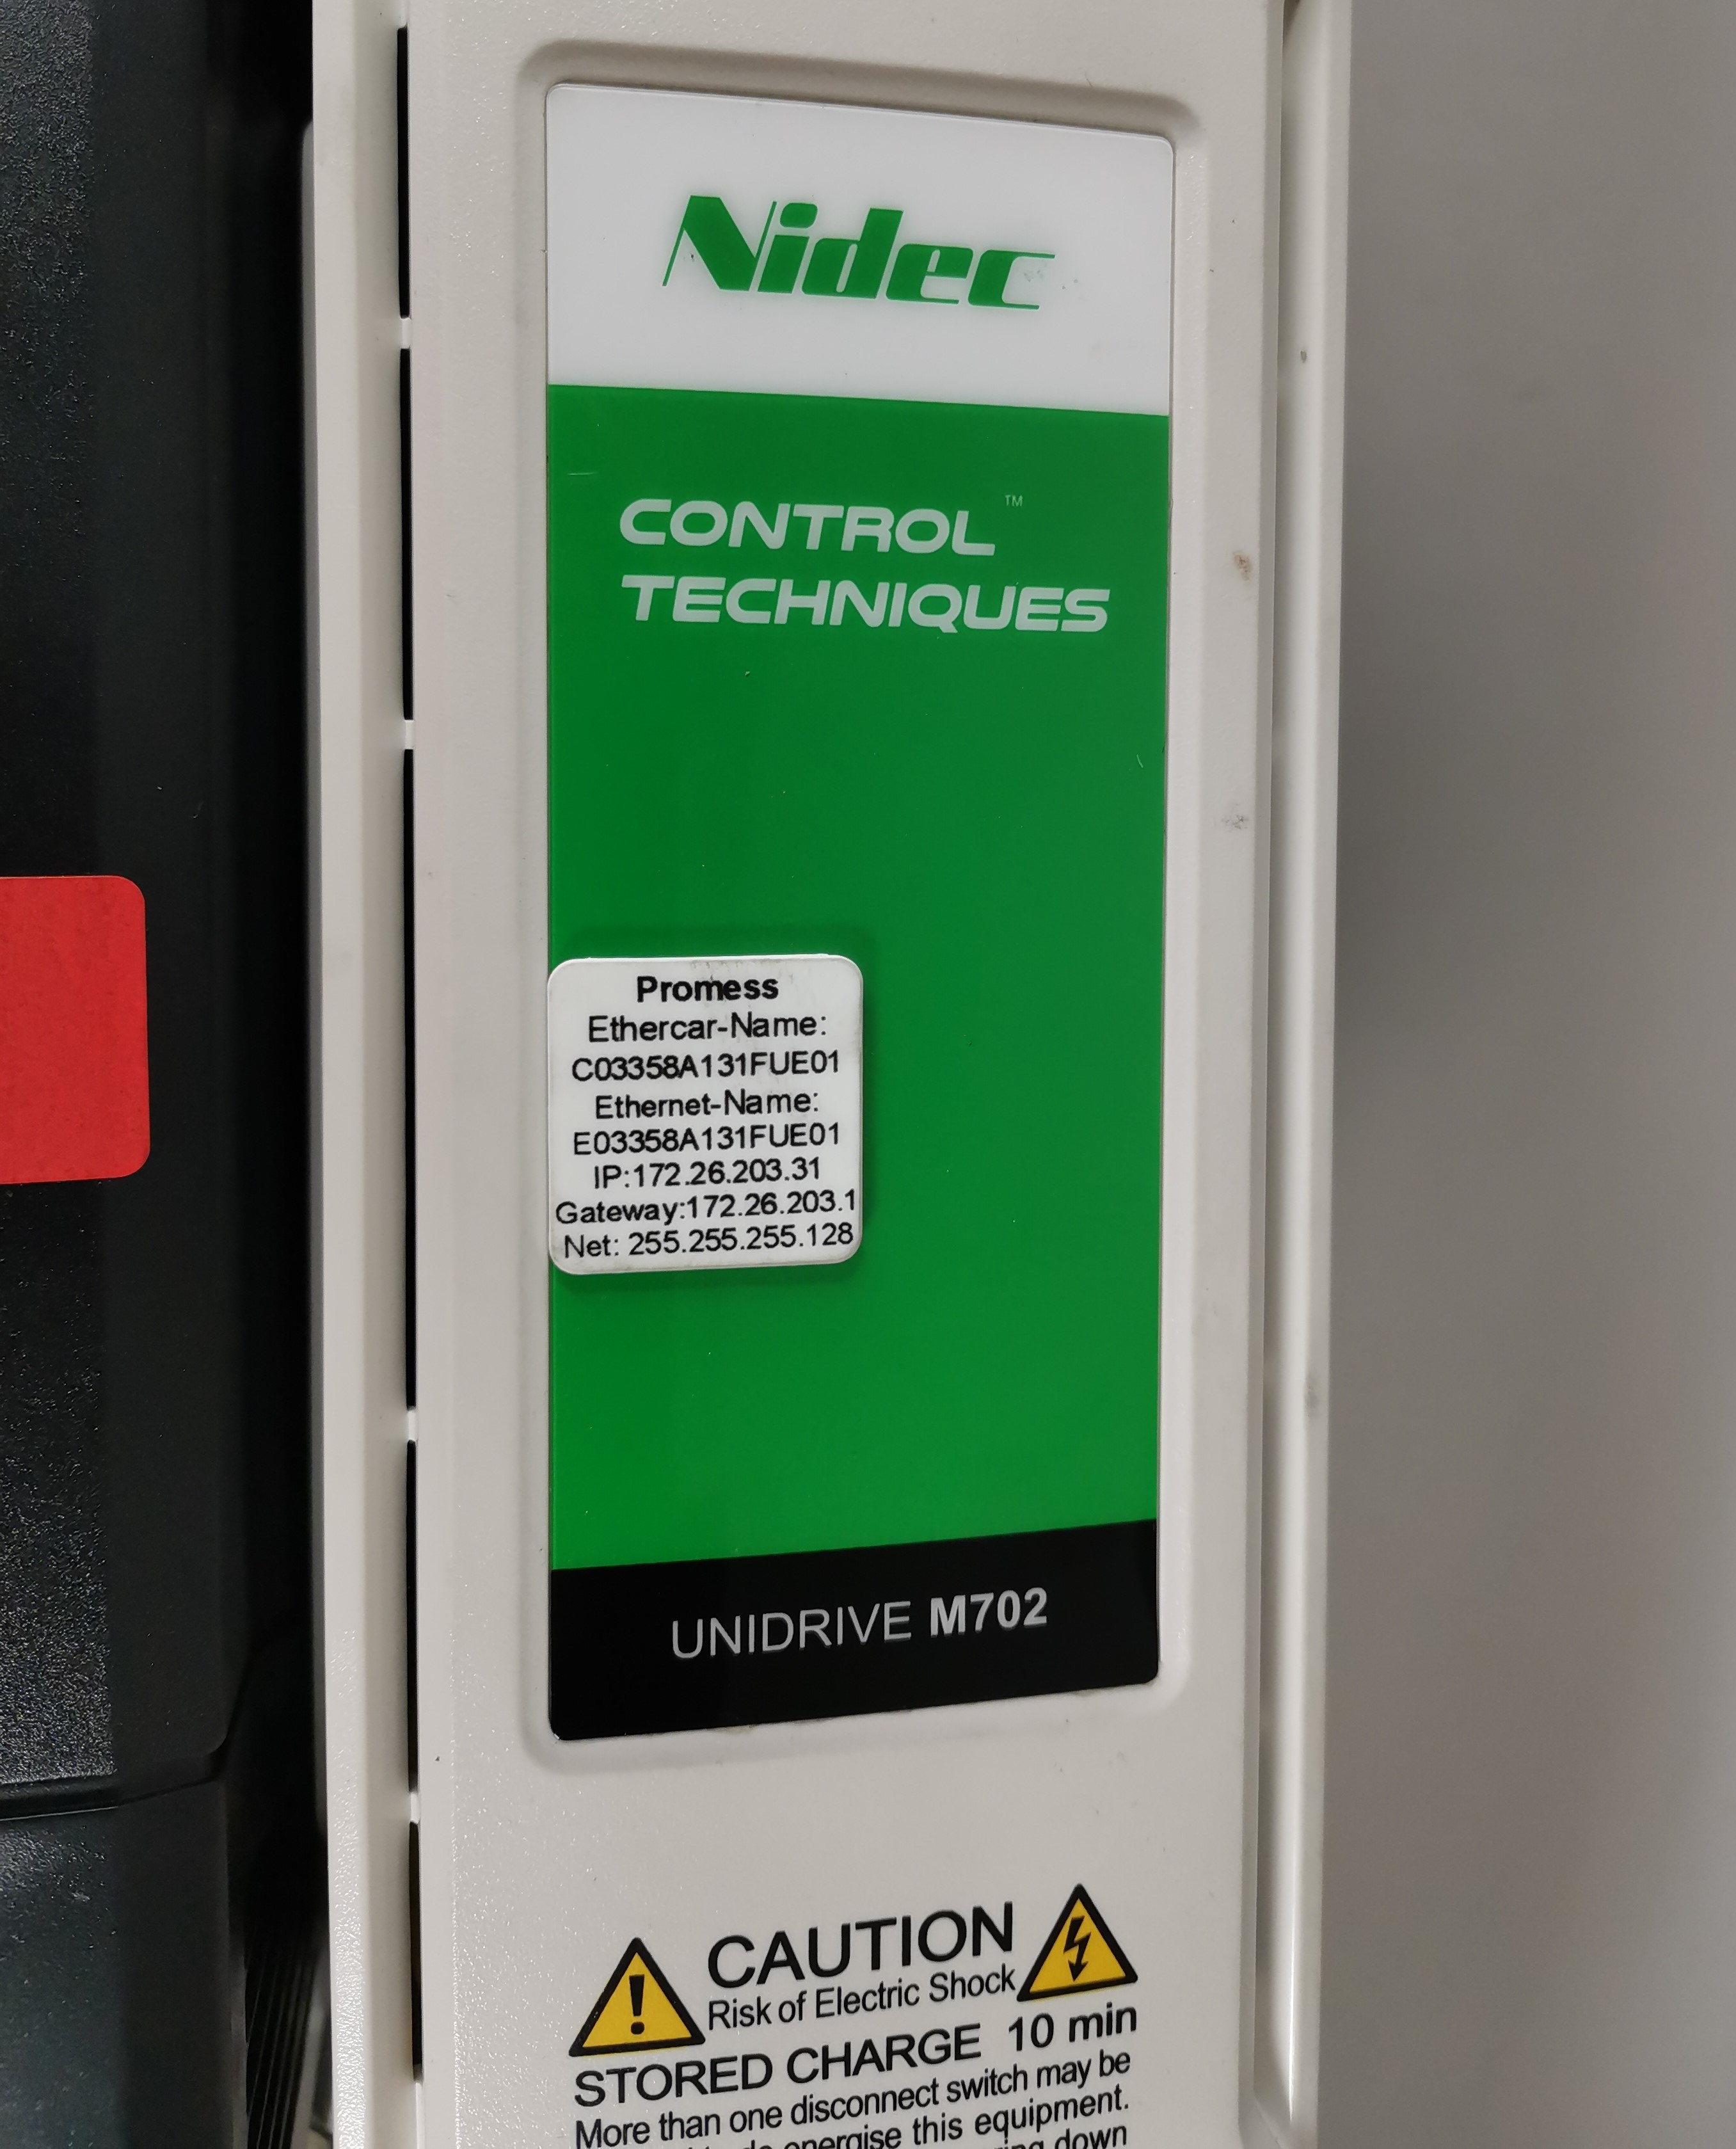 Nidec
CONTROL™
TECHNIQUES
Promess
Ethercar-Name:
C03358A131FUE01
Ethernet-Name:
E03358A131FUE01
IP:172.26.203.31
Gateway:172.26.203.1
Net: 255.255.255.128
UNIDRIVE M702
CAUTION
Risk of Electric Shock
STORED CHARGE 10 min
More than one disconnect switch may be
energise this equipment.
down